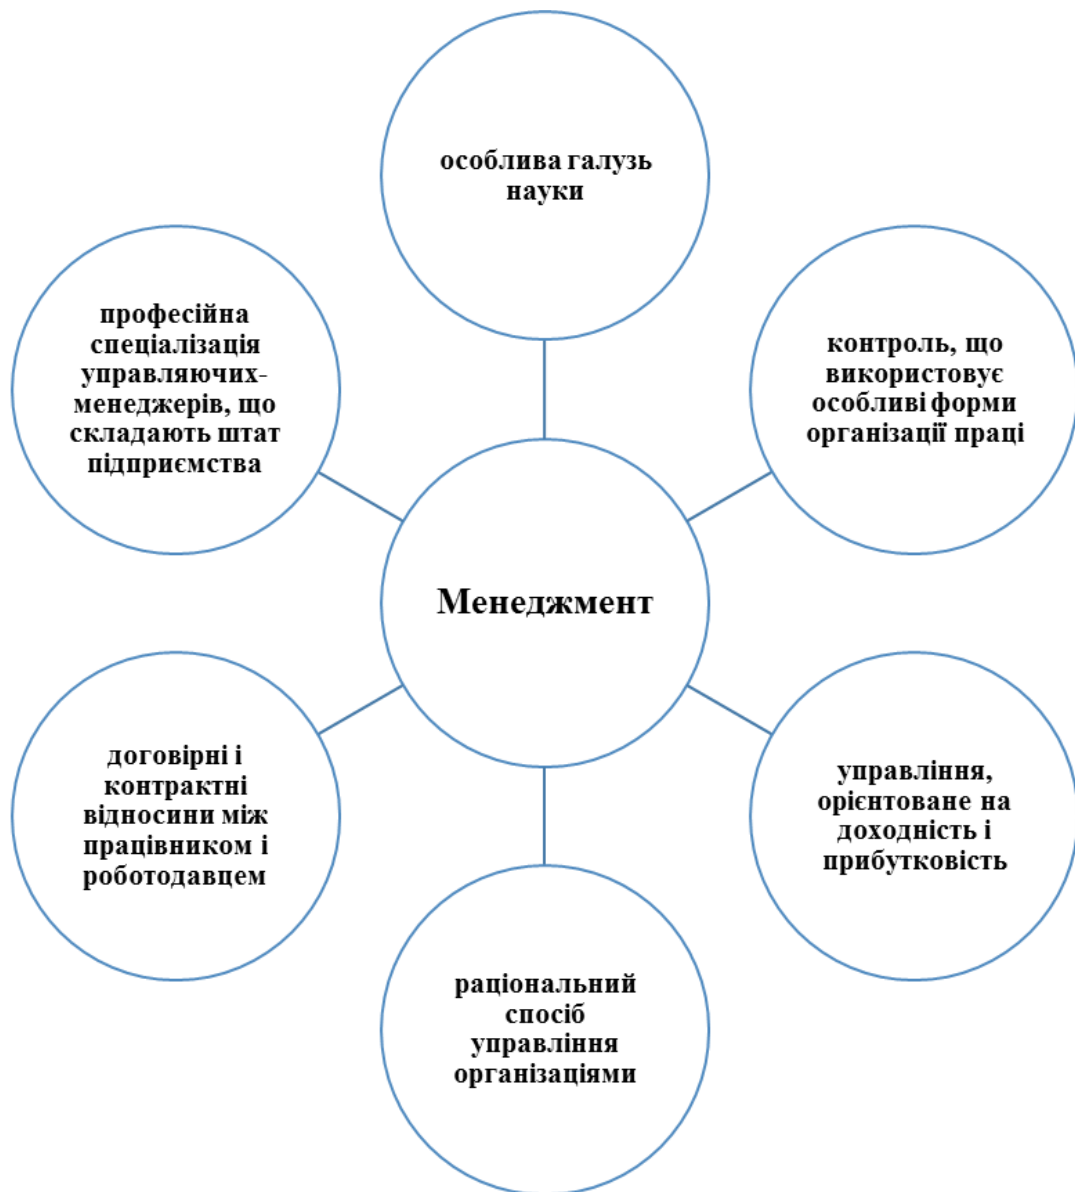 особлива галузь
науки
професійна
спеціалізація
управляючих-
менеджерів, що
складають штат
підприємства
контроль, що
використовує
особливі форми
організації праці
Менеджмент
договірні і
контрактні
відносини між
працівником і
роботодавцем
управління,
орієнтоване на
доходність і
прибутковість
раціональний
спосіб
управління
організаціями